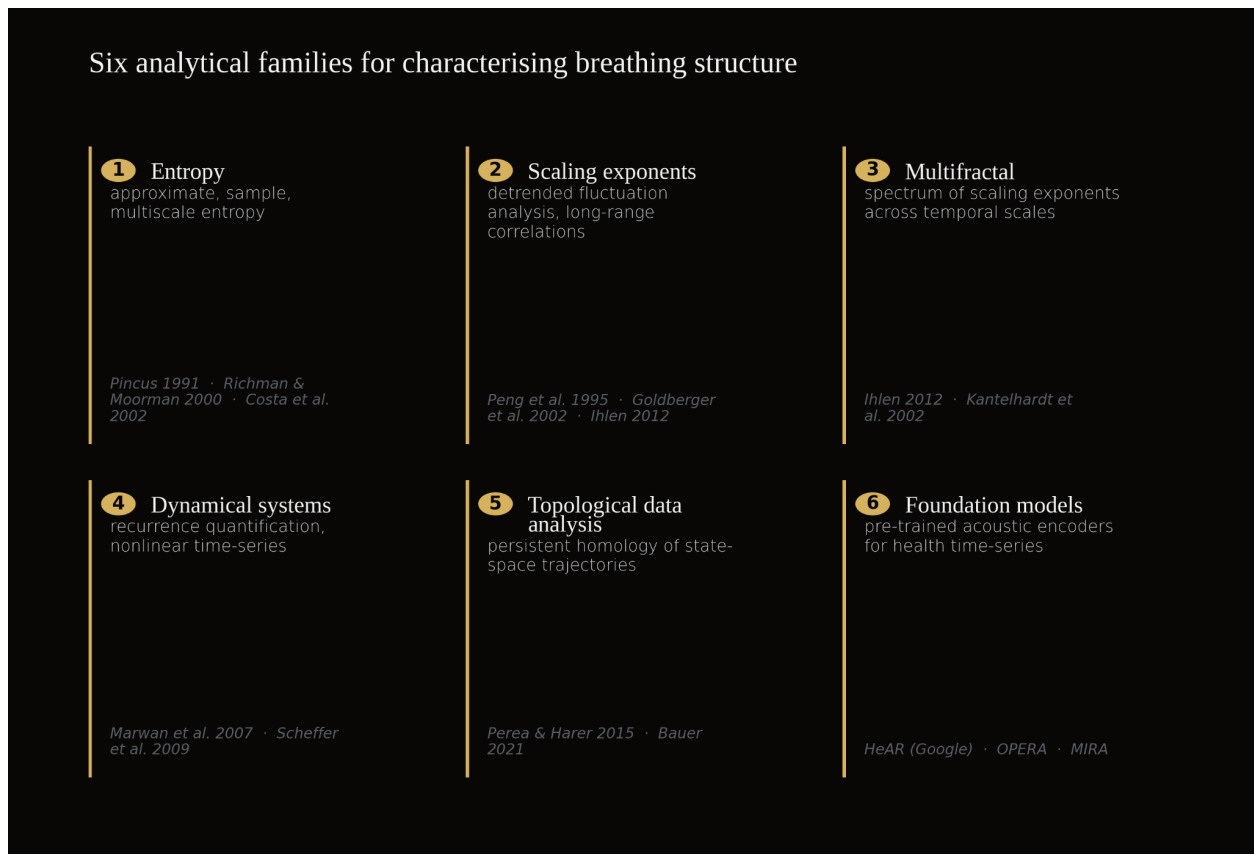 Six analytical families for characterising breathing structure
1 Entropy
approximate, sample,
multiscale entropy
Pincus 1991 · Richman &
Moorman 2000 · Costa et al.
2002
2 Scaling exponents
detrended fluctuation
analysis, long-range
correlations
Peng et al. 1995 · Goldberger
et al. 2002 · Ihlen 2012
3 Multifractal
spectrum of scaling exponents
across temporal scales
Ihlen 2012 · Kantelhardt et
al. 2002
4 Dynamical systems
recurrence quantification,
nonlinear time-series
Marwan et al. 2007 · Scheffer
et al. 2009
5 Topological data
analysis
persistent homology of state-
space trajectories
Perea & Harer 2015 · Bauer
2021
6 Foundation models
pre-trained acoustic encoders
for health time-series
HeAR (Google) · OPERA · MIRA